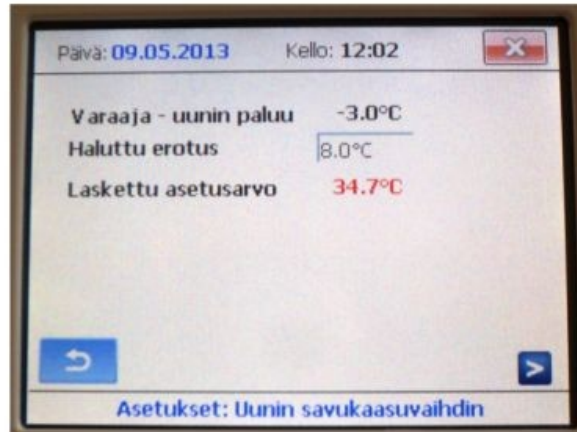 Päivä: 09.05.2013 Kello: 12:02
Varaaja - uunin paluu -3.0°C
Haluttu erotus 8.0°C
Laskettu asetusarvo 34.7°C
Asetukset: Uunin savukaasuvaihdin